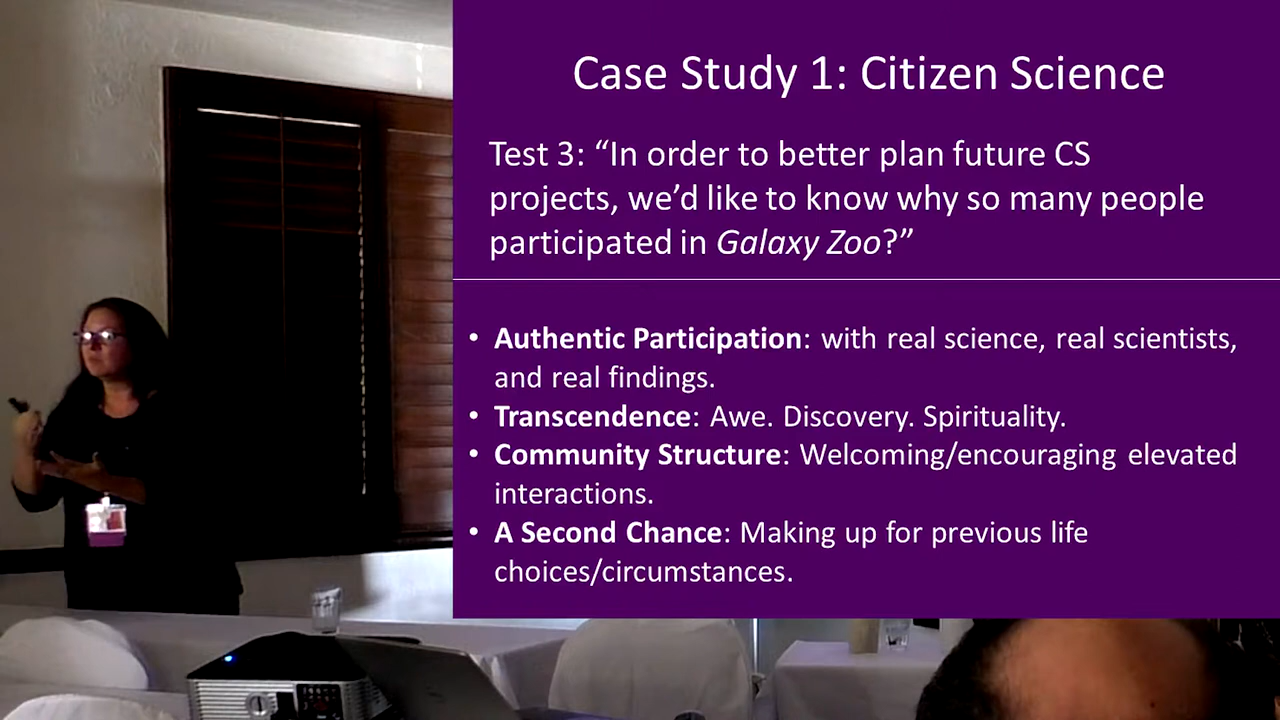 Case Study 1: Citizen Science
Test 3: “In order to better plan future CS
projects, we’d like to know why so many people
participated in Galaxy Zoo?”
• Authentic Participation: with real science, real scientists,
and real findings.
• Transcendence: Awe. Discovery. Spirituality.
• Community Structure: Welcoming/encouraging elevated
interactions.
• A Second Chance: Making up for previous life
choices/circumstances.